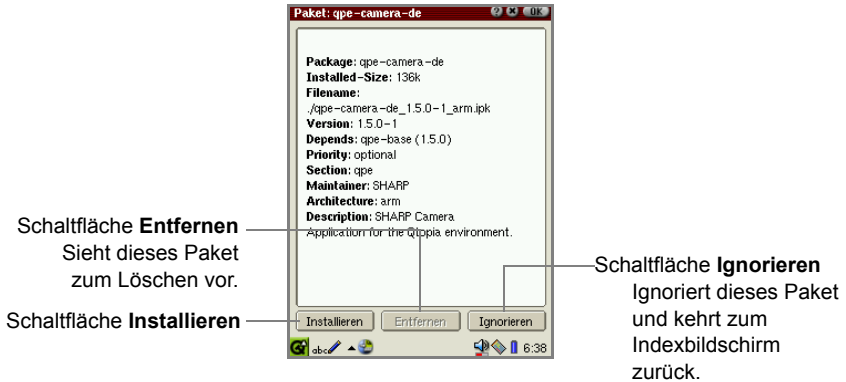 Paket: qpe-camera-de ? X OK
Package: qpe-camera-de
Installed-Size: 136k
Filename:
./qpe-camera-de_1.5.0-1_arm.ipk
Version: 1.5.0-1
Depends: qpe-base (1.5.0)
Priority: optional
Section: qpe
Maintainer: SHARP
Architecture: arm
Description: SHARP Camera
Application for the Qtopia environment.
Schaltfläche Entfernen
Sieht dieses Paket
zum Löschen vor.
Schaltfläche Installieren
Schaltfläche Ignorieren
Ignoriert dieses Paket
und kehrt zum
Indexbildschirm
zurück.
Installieren Entfernen Ignorieren
abc 6:38